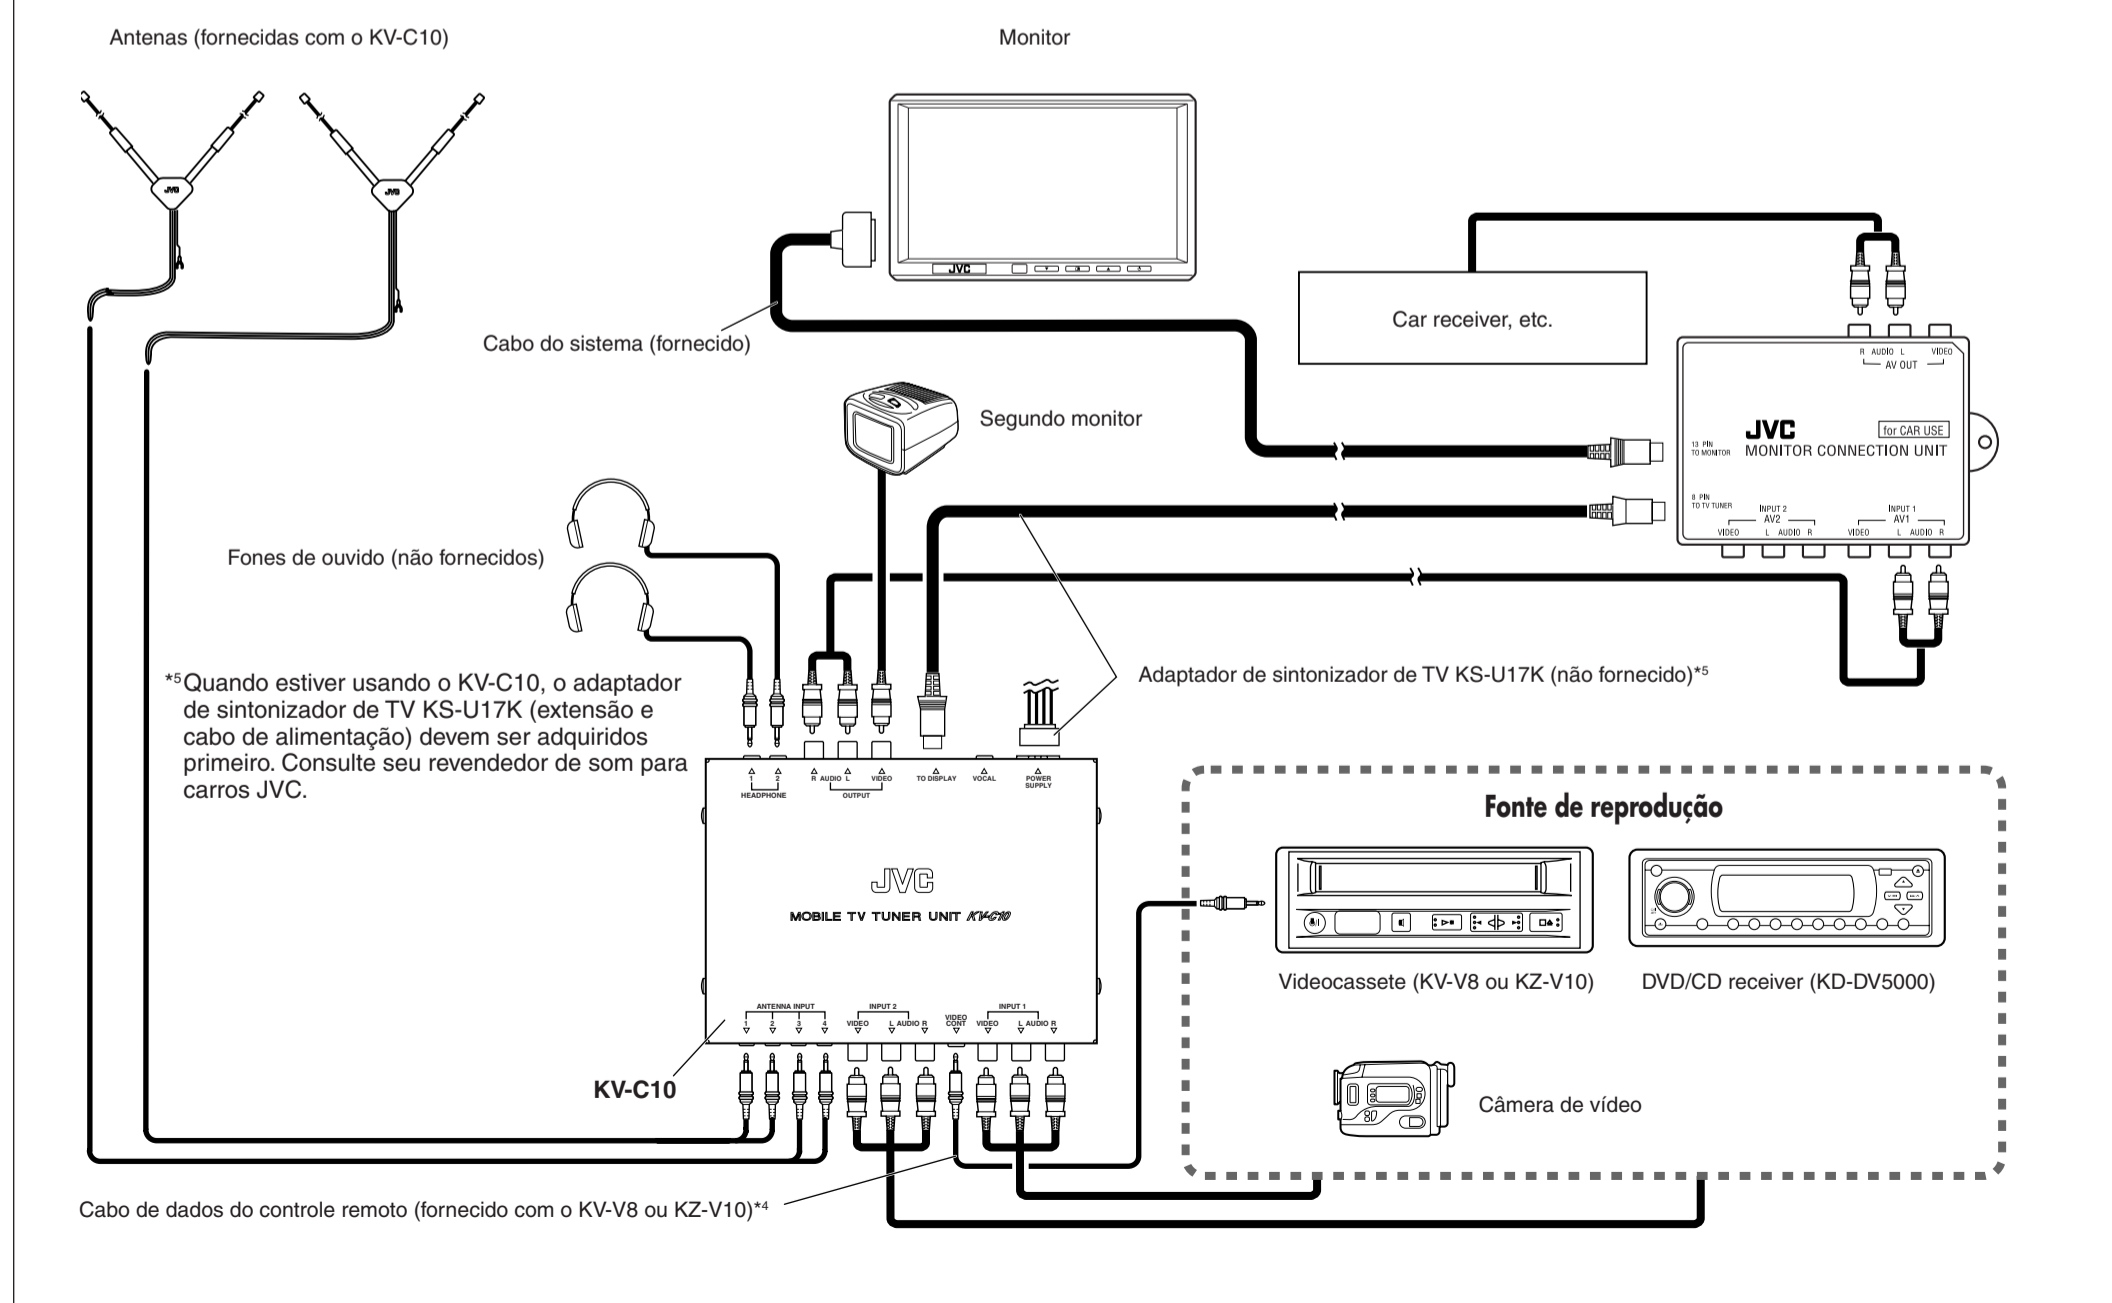 Antenas (fornecidas com o KV-C10)
Monitor
JVC
JVC
JVC
Cabo do sistema (fornecido)
Car receiver, etc.
R AUDIO L VIDEO
AV OUT
Segundo monitor
JVC
for CAR USE
MONITOR CONNECTION UNIT
13 PIN
TO MONITOR
8 PIN
TO TV TUNER
INPUT 2
AV2
VIDEO L AUDIO R
INPUT 1
AV1
VIDEO L AUDIO R
Fones de ouvido (não fornecidos)
*5Quando estiver usando o KV-C10, o adaptador
de sintonizador de TV KS-U17K (extensão e
cabo de alimentação) devem ser adquiridos
primeiro. Consulte seu revendedor de som para
carros JVC.
Adaptador de sintonizador de TV KS-U17K (não fornecido)*5
1 2
HEADPHONE
R AUDIO L VIDEO
OUTPUT
TO DISPLAY
VOCAL
POWER
SUPPLY
JVC
MOBILE TV TUNER UNIT KV-C10
Fonte de reprodução
Videocassete (KV-V8 ou KZ-V10)
DVD/CD receiver (KD-DV5000)
Câmera de vídeo
ANTENNA INPUT
1 2 3 4
INPUT 2
VIDEO L AUDIO R
VIDEO
CONT
INPUT 1
VIDEO L AUDIO R
KV-C10
Cabo de dados do controle remoto (fornecido com o KV-V8 ou KZ-V10)*4